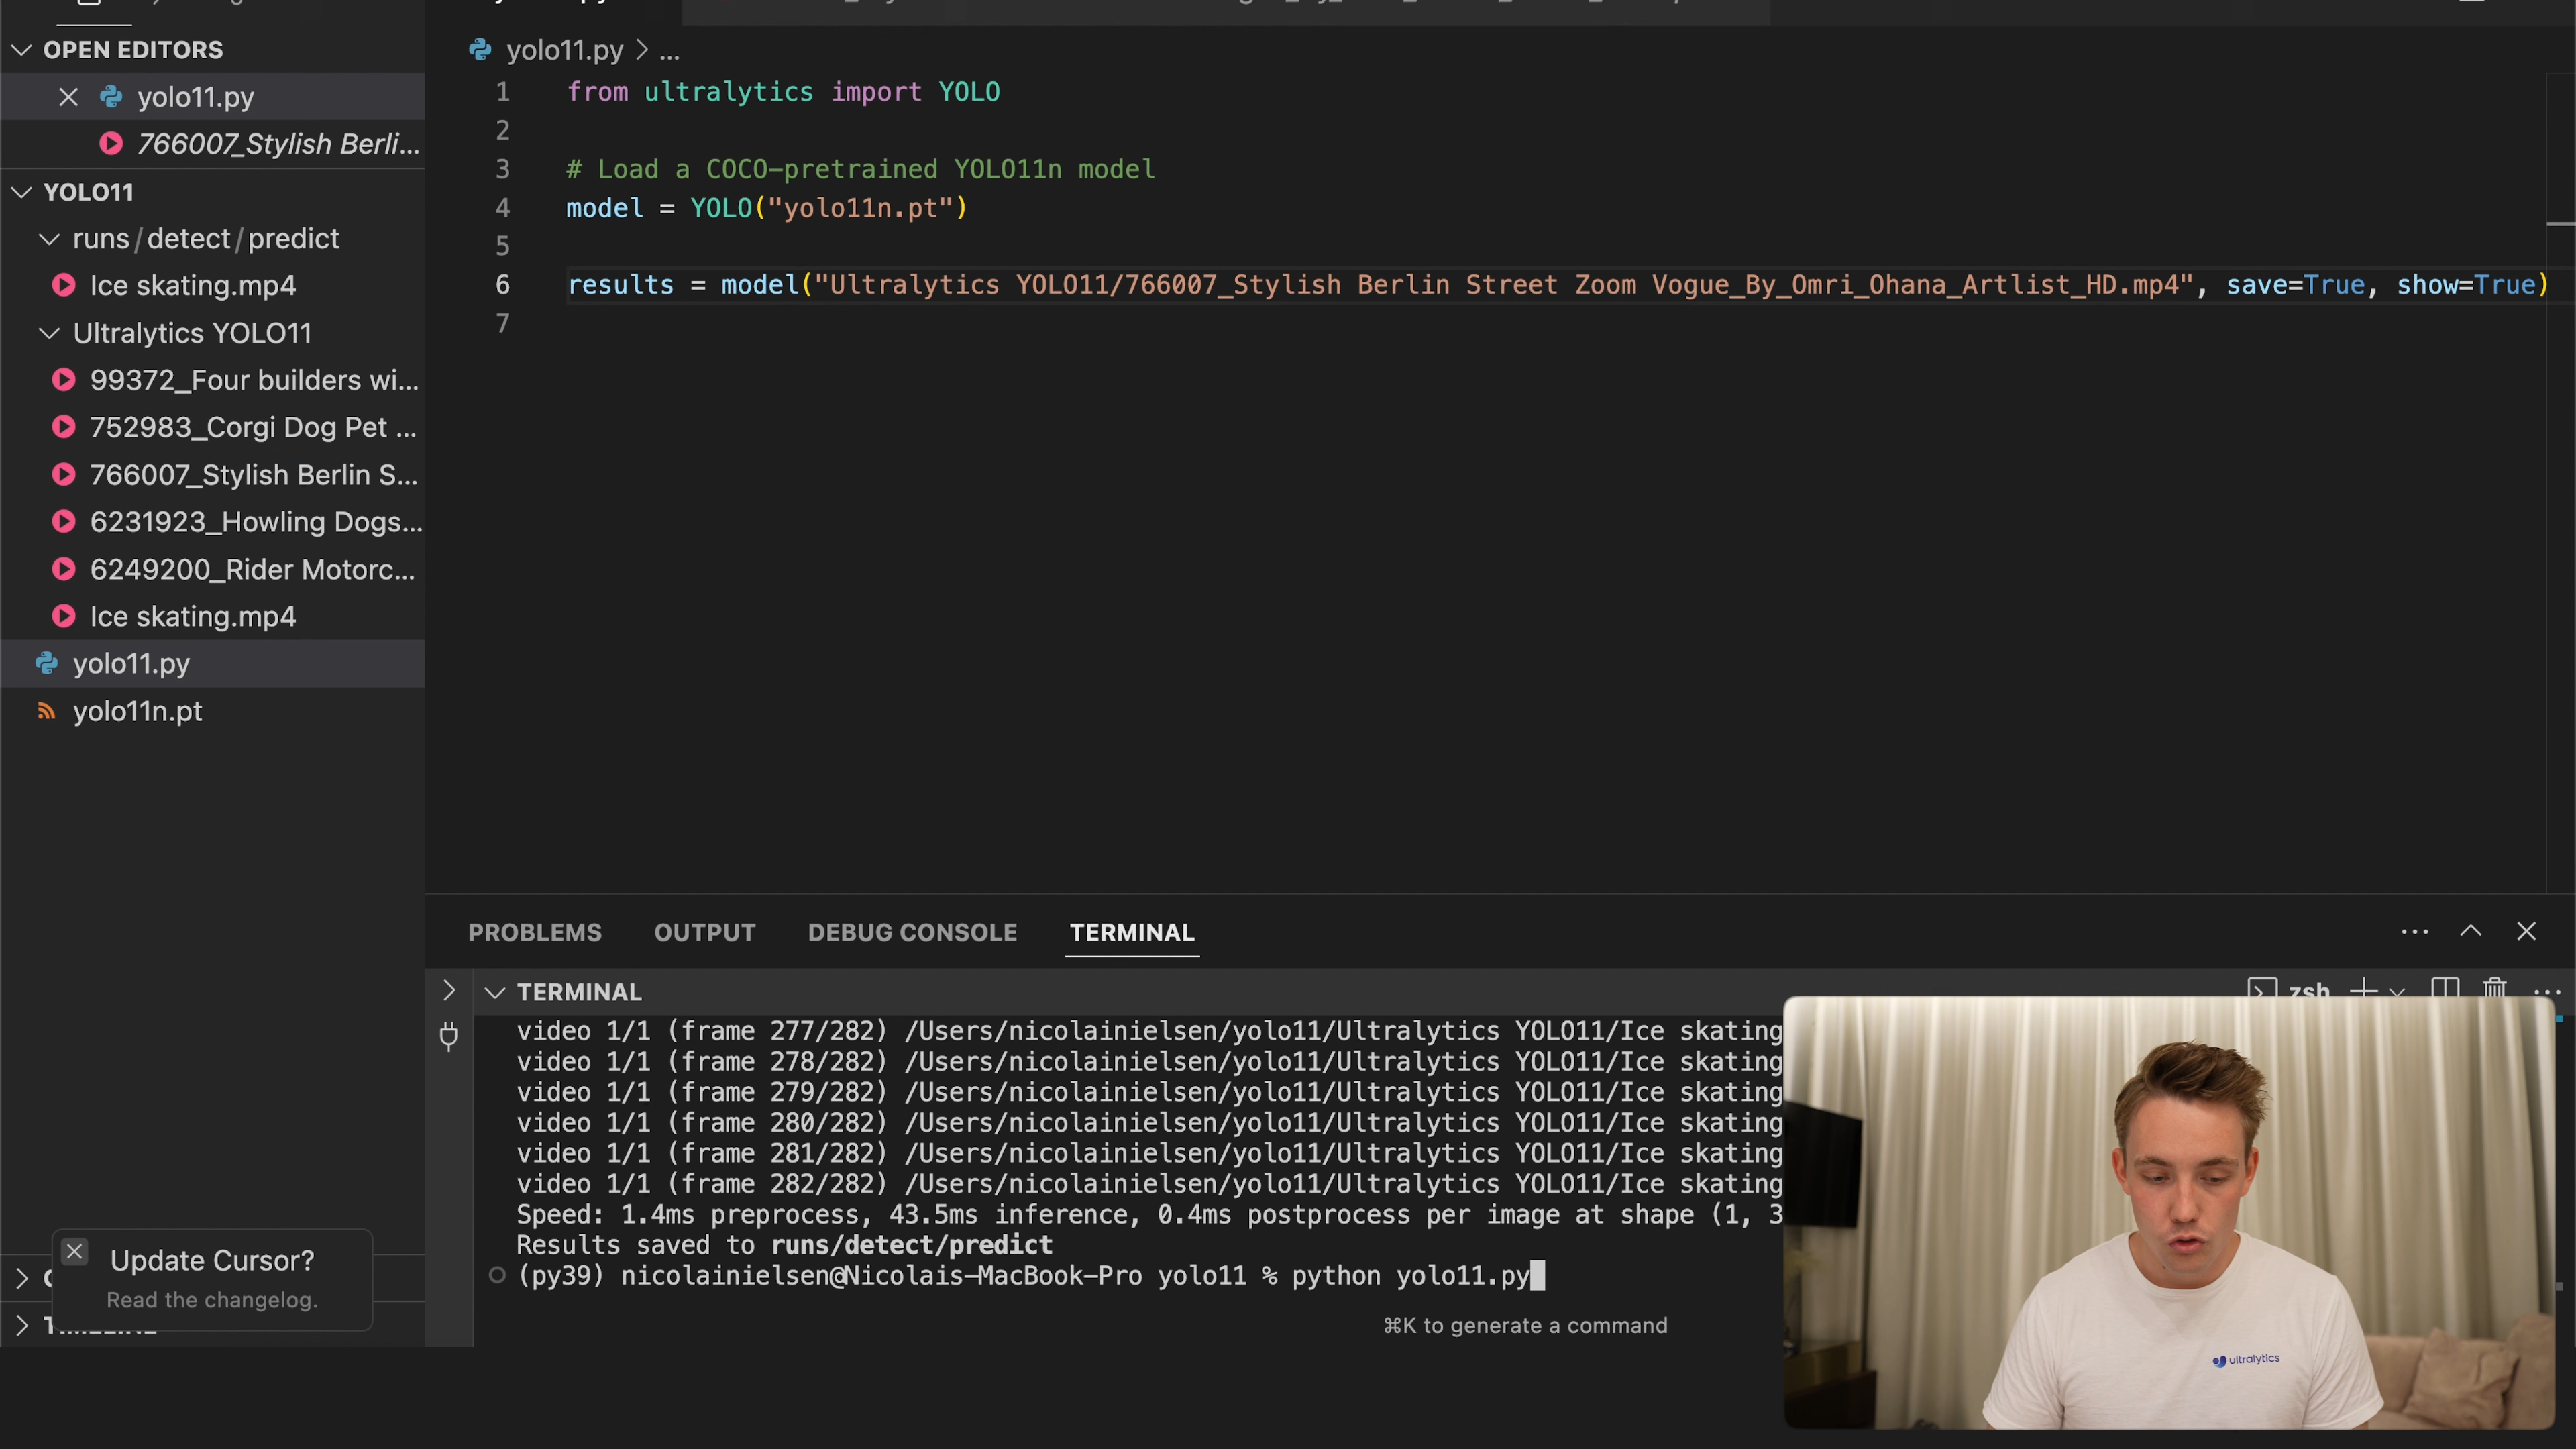 OPEN EDITORS
yolo11.py
766007_Stylish Berli...
YOLO11
runs/detect/predict
Ice skating.mp4
Ultralytics YOLO11
99372_Four builders wi...
752983_Corgi Dog Pet ...
766007_Stylish Berlin S...
6231923_Howling Dogs...
6249200_Rider Motorc...
Ice skating.mp4
yolo11.py
yolo11n.pt
Update Cursor?
Read the changelog.
TIMELINE
yolo11.py > ...
1 from ultralytics import YOLO
2
3 # Load a COCO-pretrained YOLO11n model
4 model = YOLO("yolo11n.pt")
5
6 results = model("Ultralytics YOLO11/766007_Stylish Berlin Street Zoom Vogue_By_Omri_Ohana_Artlist_HD.mp4", save=True, show=True)
7
PROBLEMS OUTPUT DEBUG CONSOLE TERMINAL
TERMINAL
zsh
video 1/1 (frame 277/282) /Users/nicolainielsen/yolo11/Ultralytics YOLO11/Ice skating
video 1/1 (frame 278/282) /Users/nicolainielsen/yolo11/Ultralytics YOLO11/Ice skating
video 1/1 (frame 279/282) /Users/nicolainielsen/yolo11/Ultralytics YOLO11/Ice skating
video 1/1 (frame 280/282) /Users/nicolainielsen/yolo11/Ultralytics YOLO11/Ice skating
video 1/1 (frame 281/282) /Users/nicolainielsen/yolo11/Ultralytics YOLO11/Ice skating
video 1/1 (frame 282/282) /Users/nicolainielsen/yolo11/Ultralytics YOLO11/Ice skating
Speed: 1.4ms preprocess, 43.5ms inference, 0.4ms postprocess per image at shape (1, 3
Results saved to runs/detect/predict
(py39) nicolainielsen@Nicolais-MacBook-Pro yolo11 % python yolo11.py
⌘K to generate a command
ultralytics